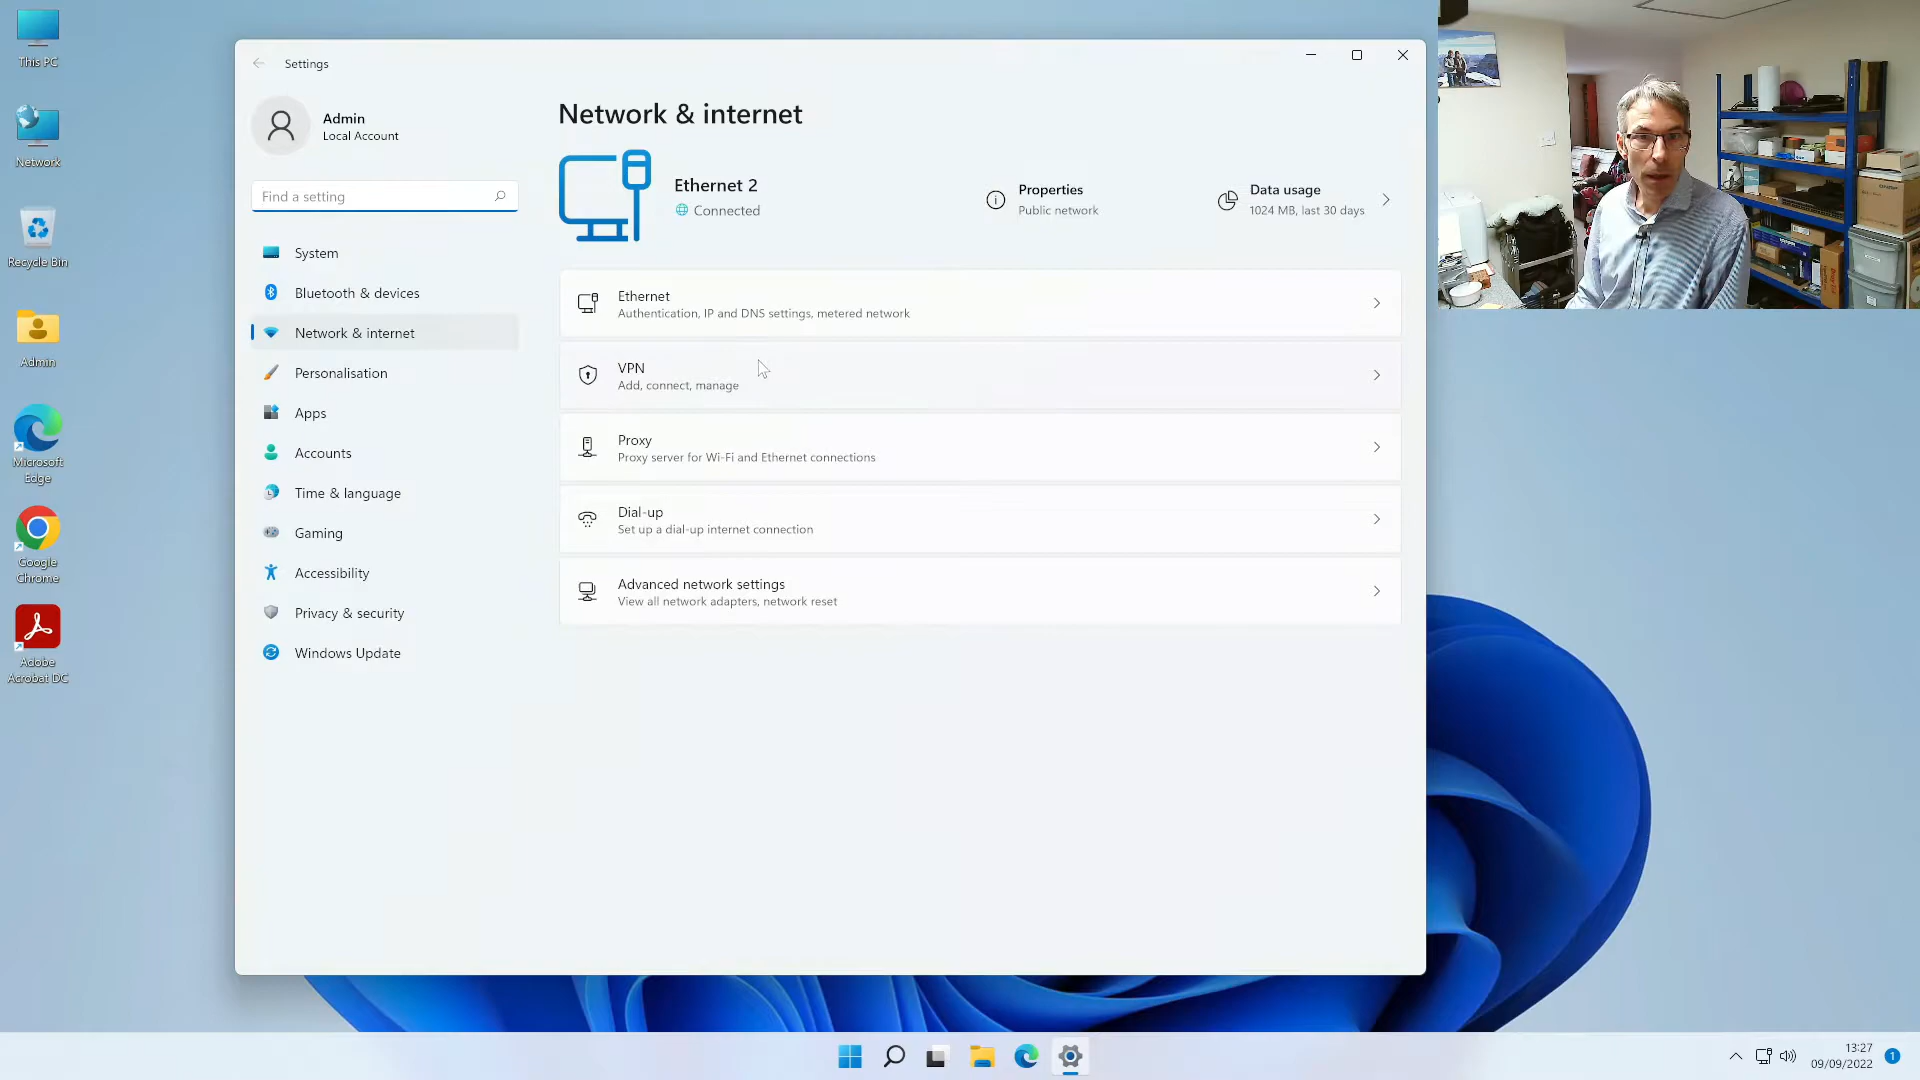 This PC
Network
Recycle Bin
Admin
Microsoft
Edge
Google
Chrome
Adobe
Acrobat DC
Settings
Admin
Local Account
Find a setting
System
Bluetooth & devices
Network & internet
Personalisation
Apps
Accounts
Time & language
Gaming
Accessibility
Privacy & security
Windows Update
Network & internet
Ethernet 2
Connected
Properties
Public network
Data usage
1024 MB, last 30 days
Ethernet
Authentication, IP and DNS settings, metered network
VPN
Add, connect, manage
Proxy
Proxy server for Wi-Fi and Ethernet connections
Dial-up
Set up a dial-up internet connection
Advanced network settings
View all network adapters, network reset
13:27
09/09/2022
1